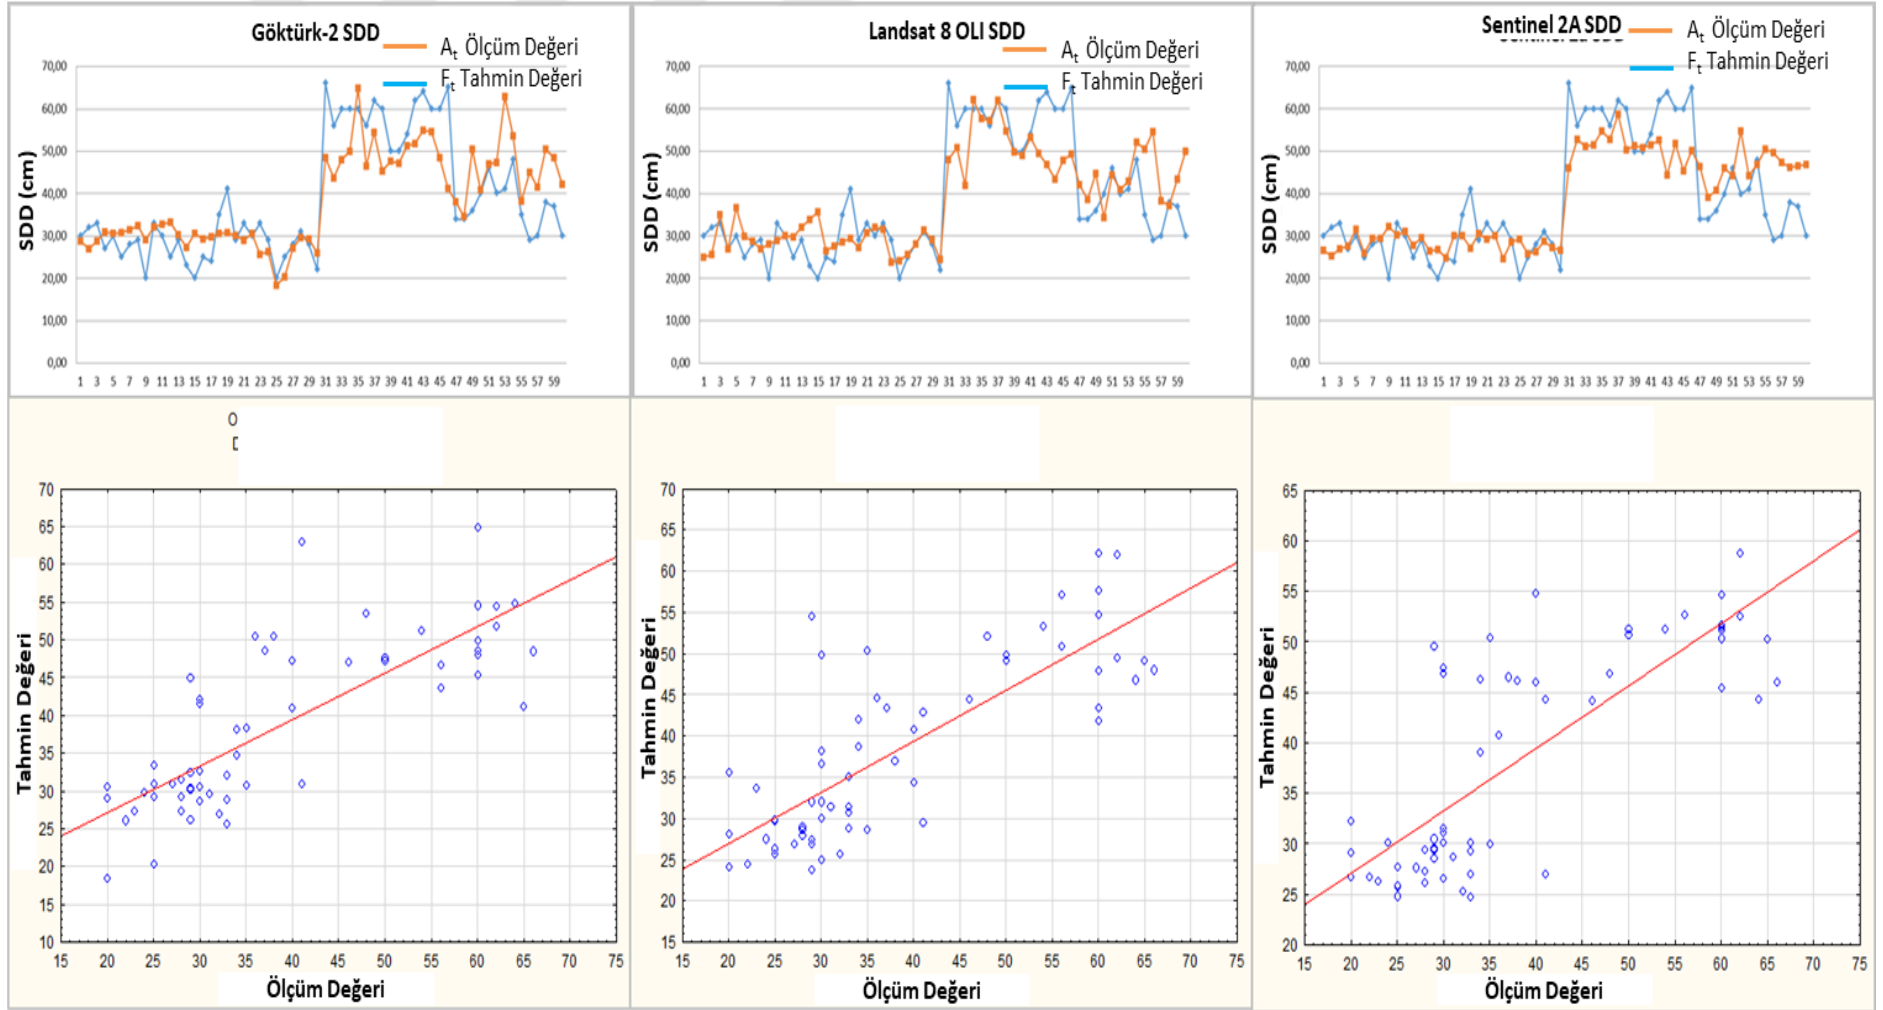 Göktürk-2 SDD
Aₜ Ölçüm Değeri
Fₜ Tahmin Değeri
SDD (cm)
70,00
60,00
50,00
40,00
30,00
20,00
10,00
0,00
1 3 5 7 9 11 13 15 17 19 21 23 25 27 29 31 33 35 37 39 41 43 45 47 49 51 53 55 57 59
Landsat 8 OLI SDD
Aₜ Ölçüm Değeri
Fₜ Tahmin Değeri
SDD (cm)
70,00
60,00
50,00
40,00
30,00
20,00
10,00
0,00
1 3 5 7 9 11 13 15 17 19 21 23 25 27 29 31 33 35 37 39 41 43 45 47 49 51 53 55 57 59
Sentinel 2A SDD
Aₜ Ölçüm Değeri
Fₜ Tahmin Değeri
SDD (cm)
70,00
60,00
50,00
40,00
30,00
20,00
10,00
0,00
1 3 5 7 9 11 13 15 17 19 21 23 25 27 29 31 33 35 37 39 41 43 45 47 49 51 53 55 57 59
Tahmin Değeri
70
65
60
55
50
45
40
35
30
25
20
15
10
15 20 25 30 35 40 45 50 55 60 65 70 75
Ölçüm Değeri
Tahmin Değeri
70
65
60
55
50
45
40
35
30
25
20
15
15 20 25 30 35 40 45 50 55 60 65 70 75
Ölçüm Değeri
Tahmin Değeri
65
60
55
50
45
40
35
30
25
20
15 20 25 30 35 40 45 50 55 60 65 70 75
Ölçüm Değeri